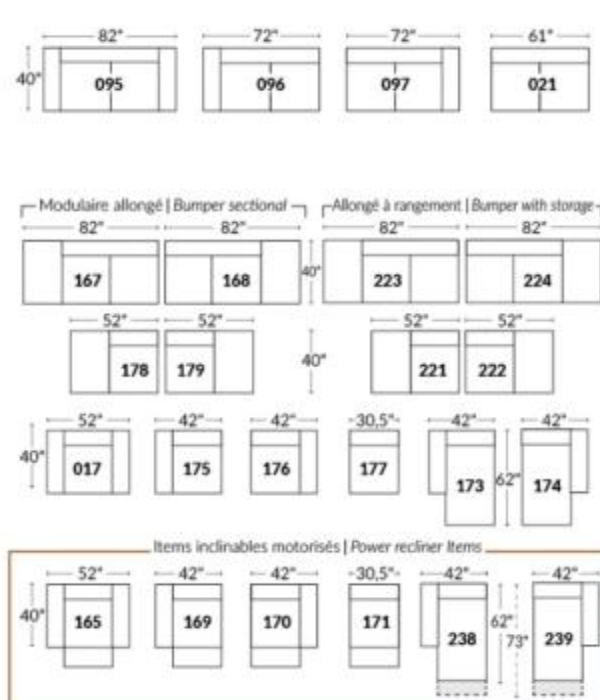 82" 72" 72" 61"
40" 095 096 097 021
Modulaire allongé | Bumper sectional Allongé à rangement | Bumper with storage
82" 82" 82" 82"
167 168 40" 223 224
52" 52" 52" 52"
178 179 40" 221 222
52" 42" 42" 30,5" 42" 42"
40" 017 175 176 177 173 62" 174
Items inclinables motorisés | Power recliner Items
52" 42" 42" 30,5" 42" 42"
40" 165 169 170 171 238 62" 73" 239